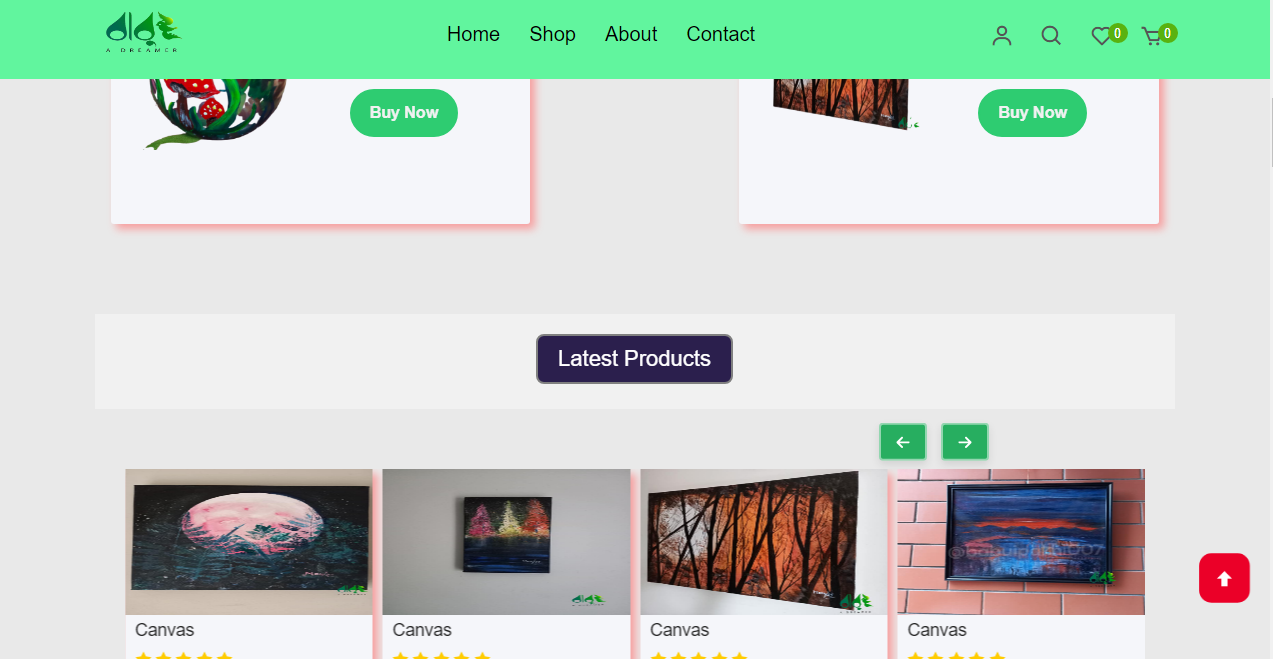 A DREAMER
Home Shop About Contact
0 0
Buy Now
Buy Now
Latest Products
Canvas
Canvas
Canvas
Canvas